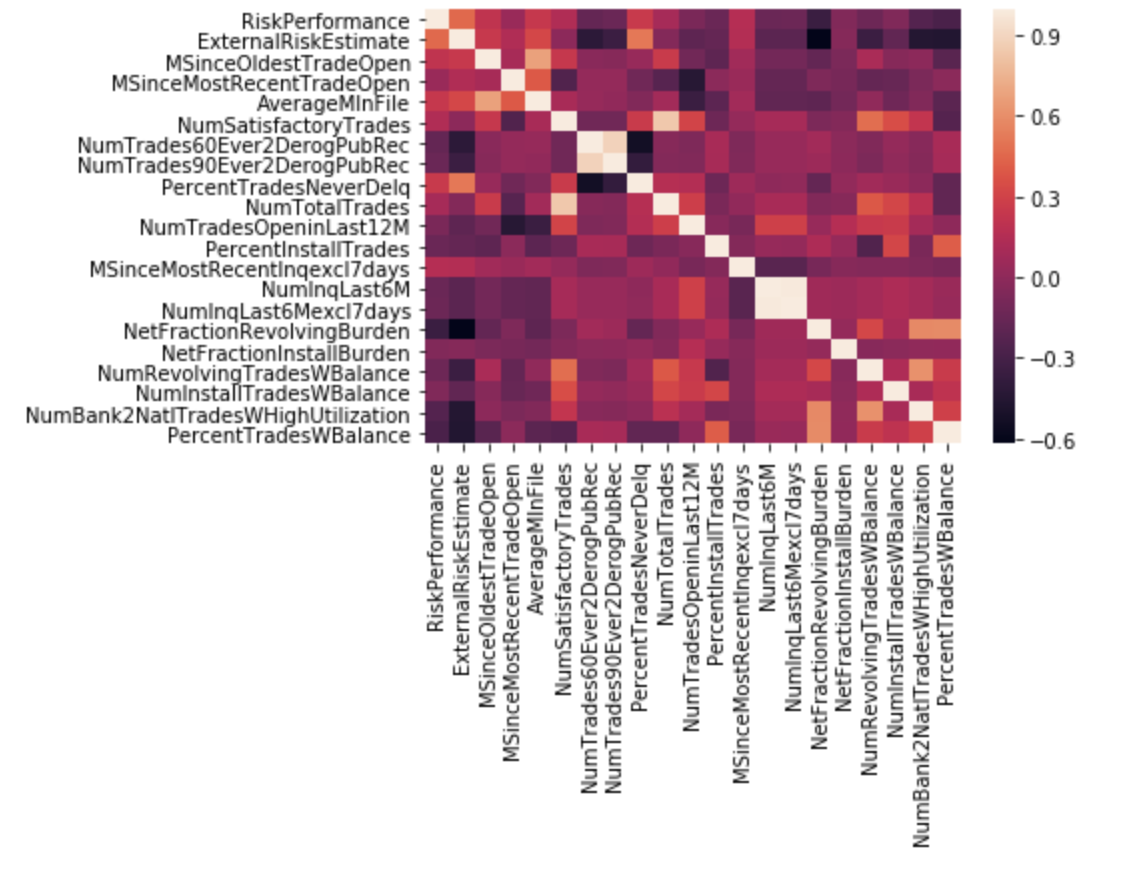 RiskPerformance
ExternalRiskEstimate
MSinceOldestTradeOpen
MSinceMostRecentTradeOpen
AverageMInFile
NumSatisfactoryTrades
NumTrades60Ever2DerogPubRec
NumTrades90Ever2DerogPubRec
PercentTradesNeverDelq
NumTotalTrades
NumTradesOpeninLast12M
PercentInstallTrades
MSinceMostRecentInqexcl7days
NumInqLast6M
NumInqLast6Mexcl7days
NetFractionRevolvingBurden
NetFractionInstallBurden
NumRevolvingTradesWBalance
NumInstallTradesWBalance
NumBank2NatlTradesWHighUtilization
PercentTradesWBalance
0.9
0.6
0.3
0.0
−0.3
−0.6
RiskPerformance
ExternalRiskEstimate
MSinceOldestTradeOpen
MSinceMostRecentTradeOpen
AverageMInFile
NumSatisfactoryTrades
NumTrades60Ever2DerogPubRec
NumTrades90Ever2DerogPubRec
PercentTradesNeverDelq
NumTotalTrades
NumTradesOpeninLast12M
PercentInstallTrades
MSinceMostRecentInqexcl7days
NumInqLast6M
NumInqLast6Mexcl7days
NetFractionRevolvingBurden
NetFractionInstallBurden
NumRevolvingTradesWBalance
NumInstallTradesWBalance
NumBank2NatlTradesWHighUtilization
PercentTradesWBalance